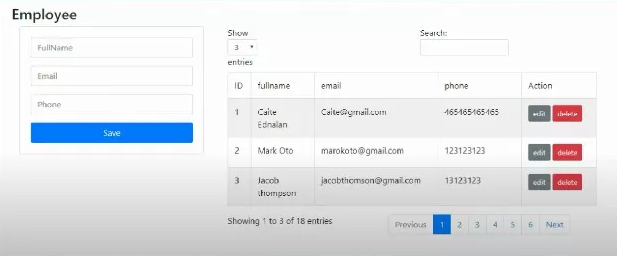 Employee
FullName
Email
Phone
Save
Show
3
entries
Search:
ID fullname email phone Action
1 Caite Ednalan Caite@gmail.com 465465465465 edit delete
2 Mark Oto marokoto@gmail.com 123123123 edit delete
3 Jacob thompson jacobthomson@gmail.com 13123123 edit delete
Showing 1 to 3 of 18 entries
Previous 1 2 3 4 5 6 Next